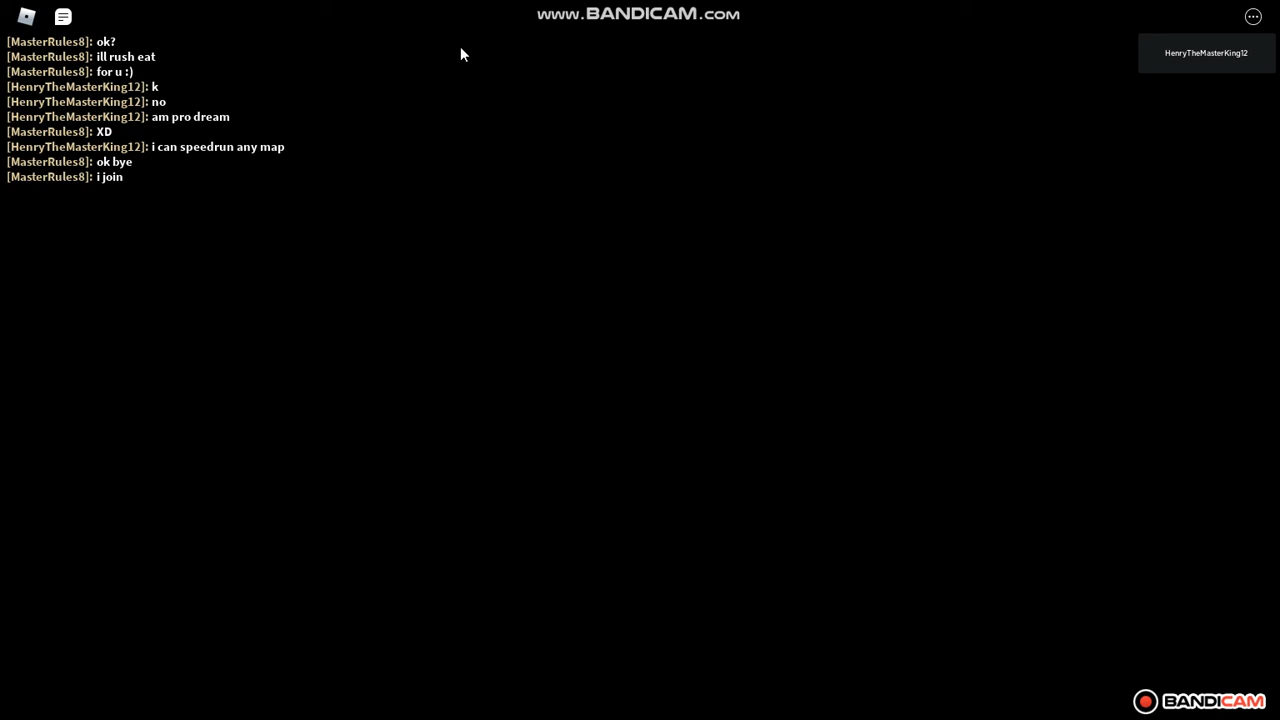 www.BANDICAM.com
[MasterRules8]: ok?
[MasterRules8]: ill rush eat
[MasterRules8]: for u :)
[HenryTheMasterKing12]: k
[HenryTheMasterKing12]: no
[HenryTheMasterKing12]: am pro dream
[MasterRules8]: XD
[HenryTheMasterKing12]: i can speedrun any map
[MasterRules8]: ok bye
[MasterRules8]: i join
HenryTheMasterKing12
BANDICAM